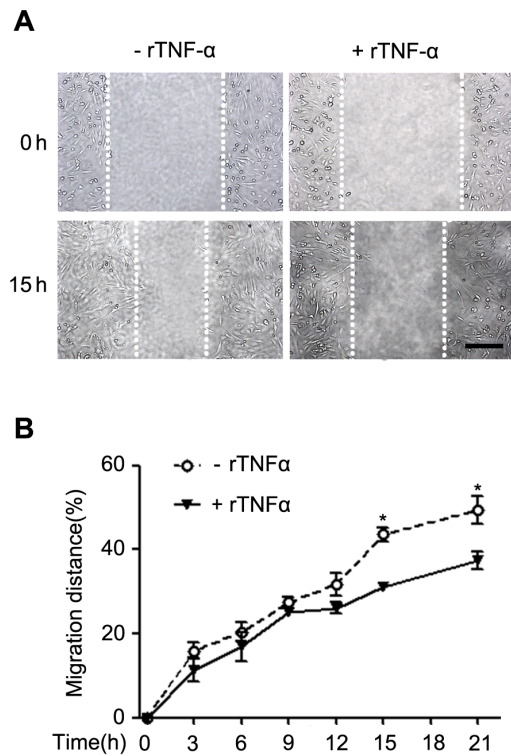 A
- rTNF-α
+ rTNF-α
0 h
15 h
B
60
40
20
0
Migration distance(%)
- rTNFα
+ rTNFα
*
*
Time(h) 0 3 6 9 12 15 18 21